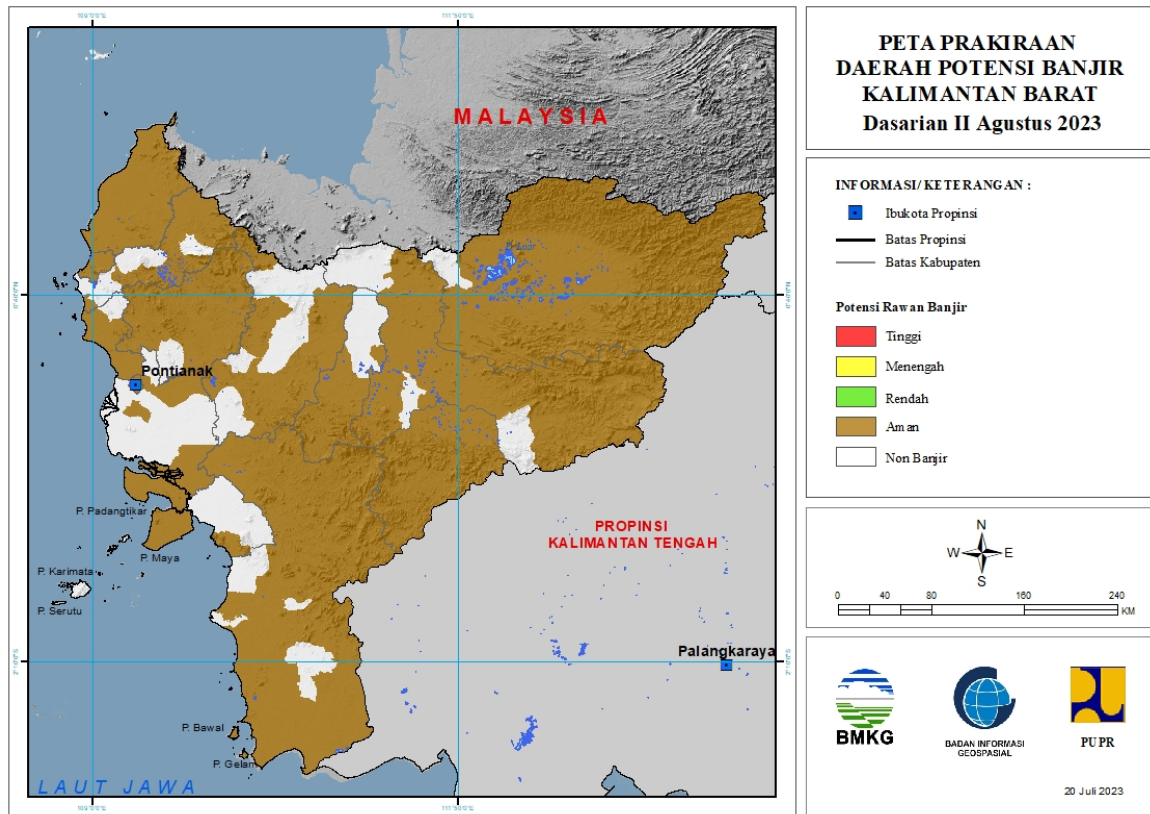 PETA PRAKIRAAN
DAERAH POTENSI BANJIR
KALIMANTAN BARAT
Dasarian II Agustus 2023
INFORMASI/ KETERANGAN :
Ibukota Propinsi
Batas Propinsi
Batas Kabupaten
Potensi Rawan Banjir
Tinggi
Menengah
Rendah
Aman
Non Banjir
N
W E
S
0 40 80 160 240
KM
BMKG
BADAN INFORMASI
GEOSPASIAL
PUPR
20 Juli 2023
MALAYSIA
Pontianak
P. Padangtikar
P. Maya
P. Karimata
P. Serutu
PROPINSI
KALIMANTAN TENGAH
Palangkaraya
P. Bawal
P. Gelam
LAUT JAWA